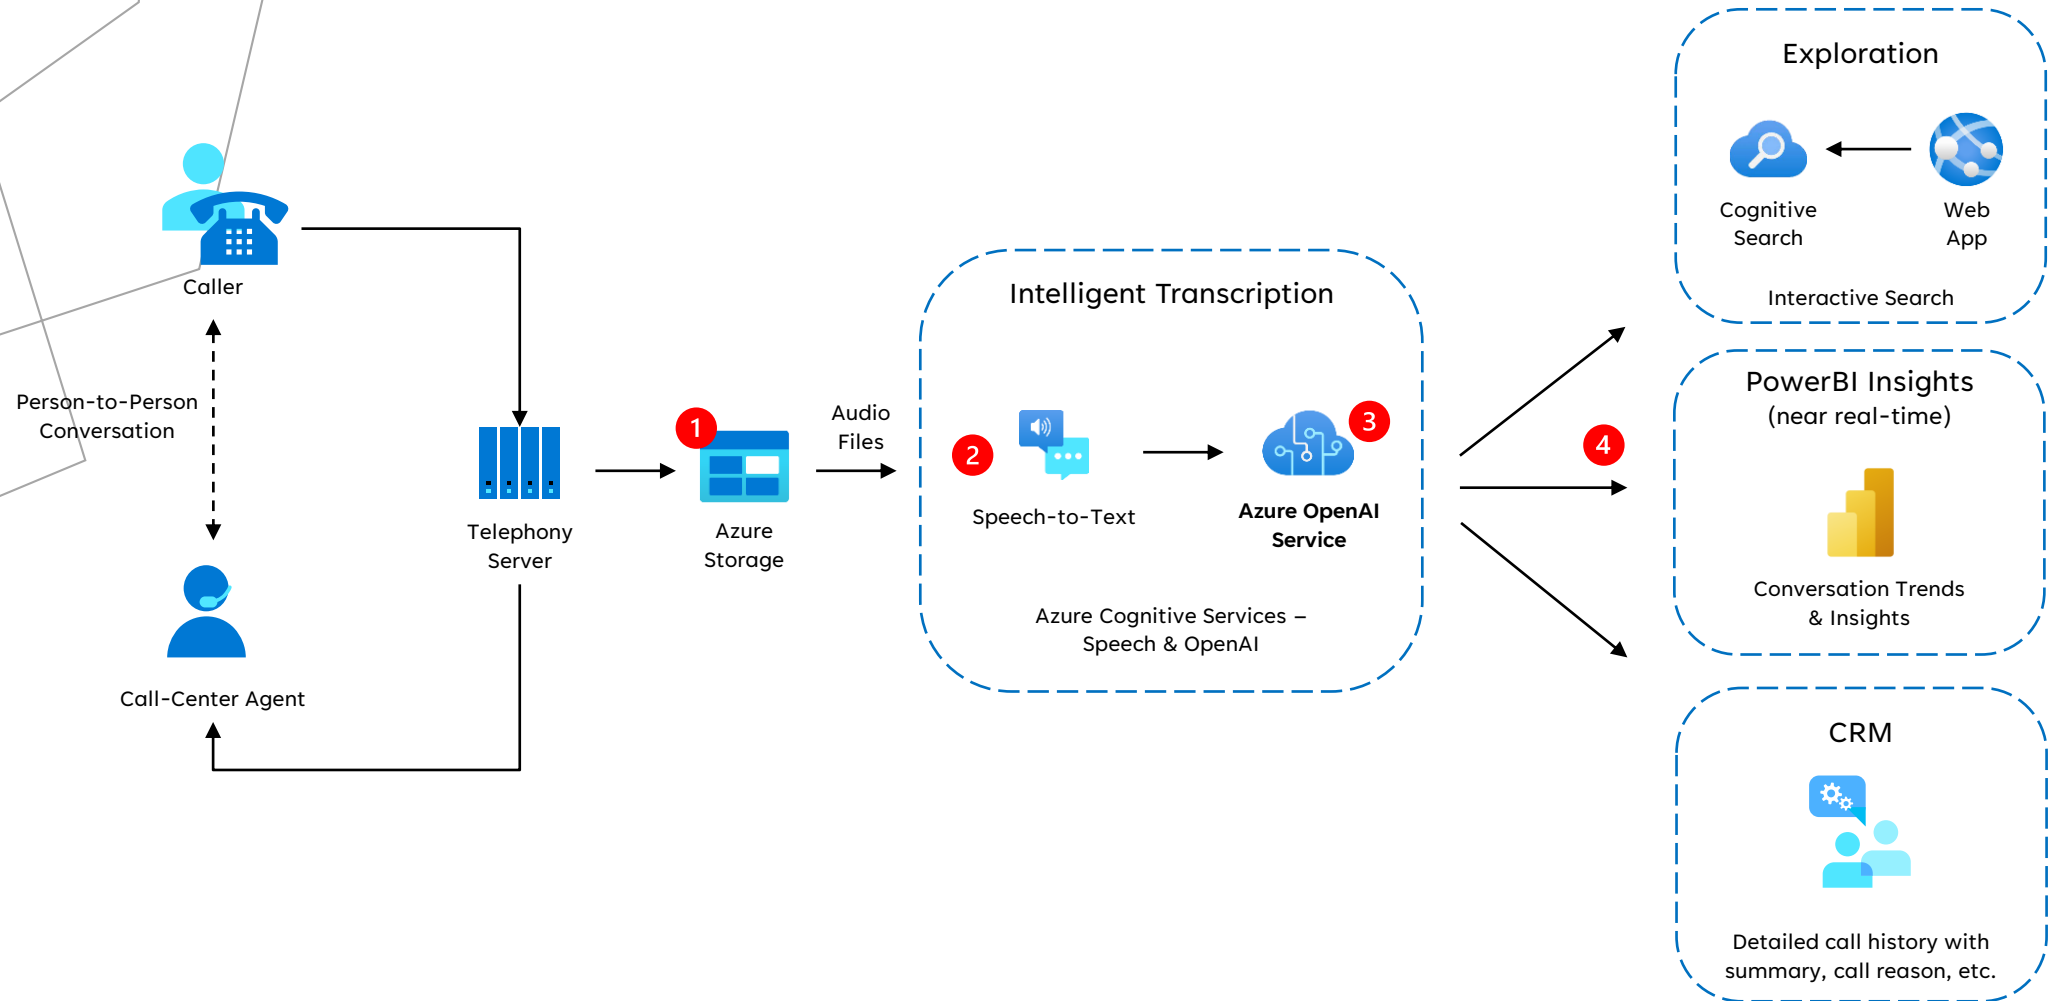 Caller
Person-to-Person
Conversation
Call-Center Agent
Telephony
Server
1
Azure
Storage
Audio
Files
Intelligent Transcription
2
Speech-to-Text
3
Azure OpenAI
Service
Azure Cognitive Services –
Speech & OpenAI
4
Exploration
Cognitive
Search
Web
App
Interactive Search
PowerBI Insights
(near real-time)
Conversation Trends
& Insights
CRM
Detailed call history with
summary, call reason, etc.